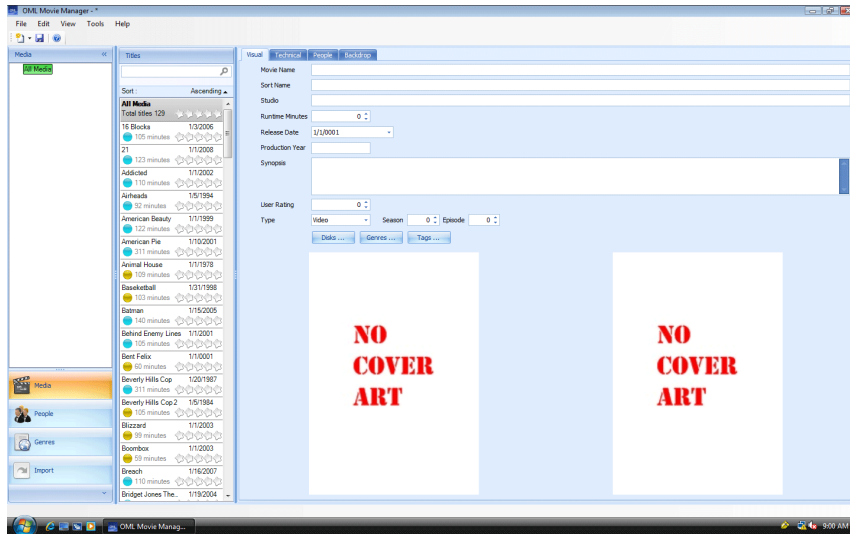 OML Movie Manager - *
File Edit View Tools Help
Media «
All Media
Titles
Sort : Ascending
All Media
Total titles 129
16 Blocks 1/3/2006
105 minutes
21 1/1/2008
123 minutes
Addicted 1/1/2002
110 minutes
Airheads 1/5/1994
92 minutes
American Beauty 1/1/1999
122 minutes
American Pie 1/10/2001
311 minutes
Animal House 1/1/1978
109 minutes
Baseketball 1/31/1998
103 minutes
Batman 1/15/2005
140 minutes
Behind Enemy Lines 1/1/2001
105 minutes
Bent Felix 1/1/0001
60 minutes
Beverly Hills Cop 1/20/1987
311 minutes
Beverly Hills Cop 2 1/5/1984
105 minutes
Blizzard 1/1/2003
99 minutes
Boombox 1/1/2003
59 minutes
Breach 1/16/2007
110 minutes
Bridget Jones The.. 1/19/2004
Media
People
Genres
Import
Visual Technical People Backdrop
Movie Name
Sort Name
Studio
Runtime Minutes 0
Release Date 1/1/0001
Production Year
Synopsis
User Rating 0
Type Video Season 0 Episode 0
Disks ... Genres ... Tags ...
NO
COVER
ART
NO
COVER
ART
OML Movie Manag...
9:00 AM